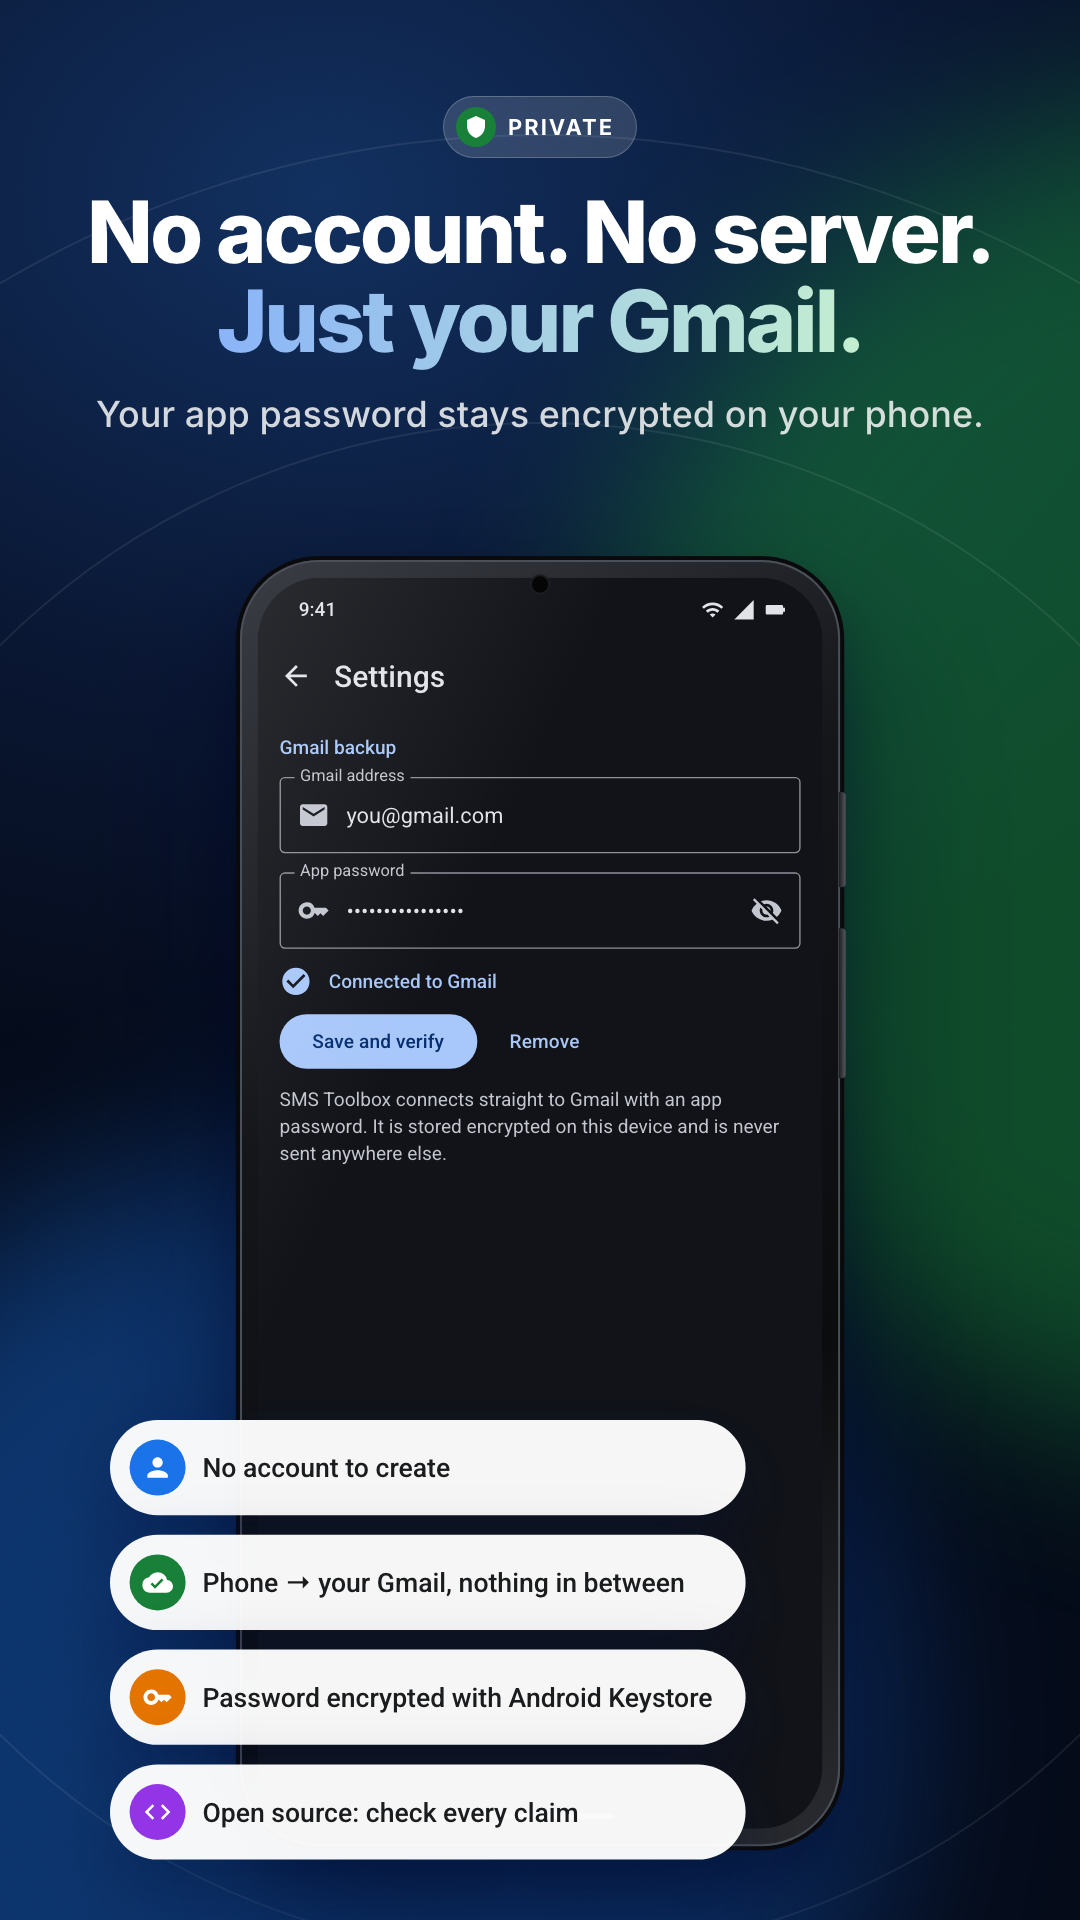 PRIVATE
No account. No server.
Just your Gmail.
Your app password stays encrypted on your phone.
9:41
Settings
Gmail backup
Gmail address
you@gmail.com
App password
••••••••••••••••
Connected to Gmail
Save and verify
Remove
SMS Toolbox connects straight to Gmail with an app
password. It is stored encrypted on this device and is never
sent anywhere else.
No account to create
Phone → your Gmail, nothing in between
Password encrypted with Android Keystore
Open source: check every claim